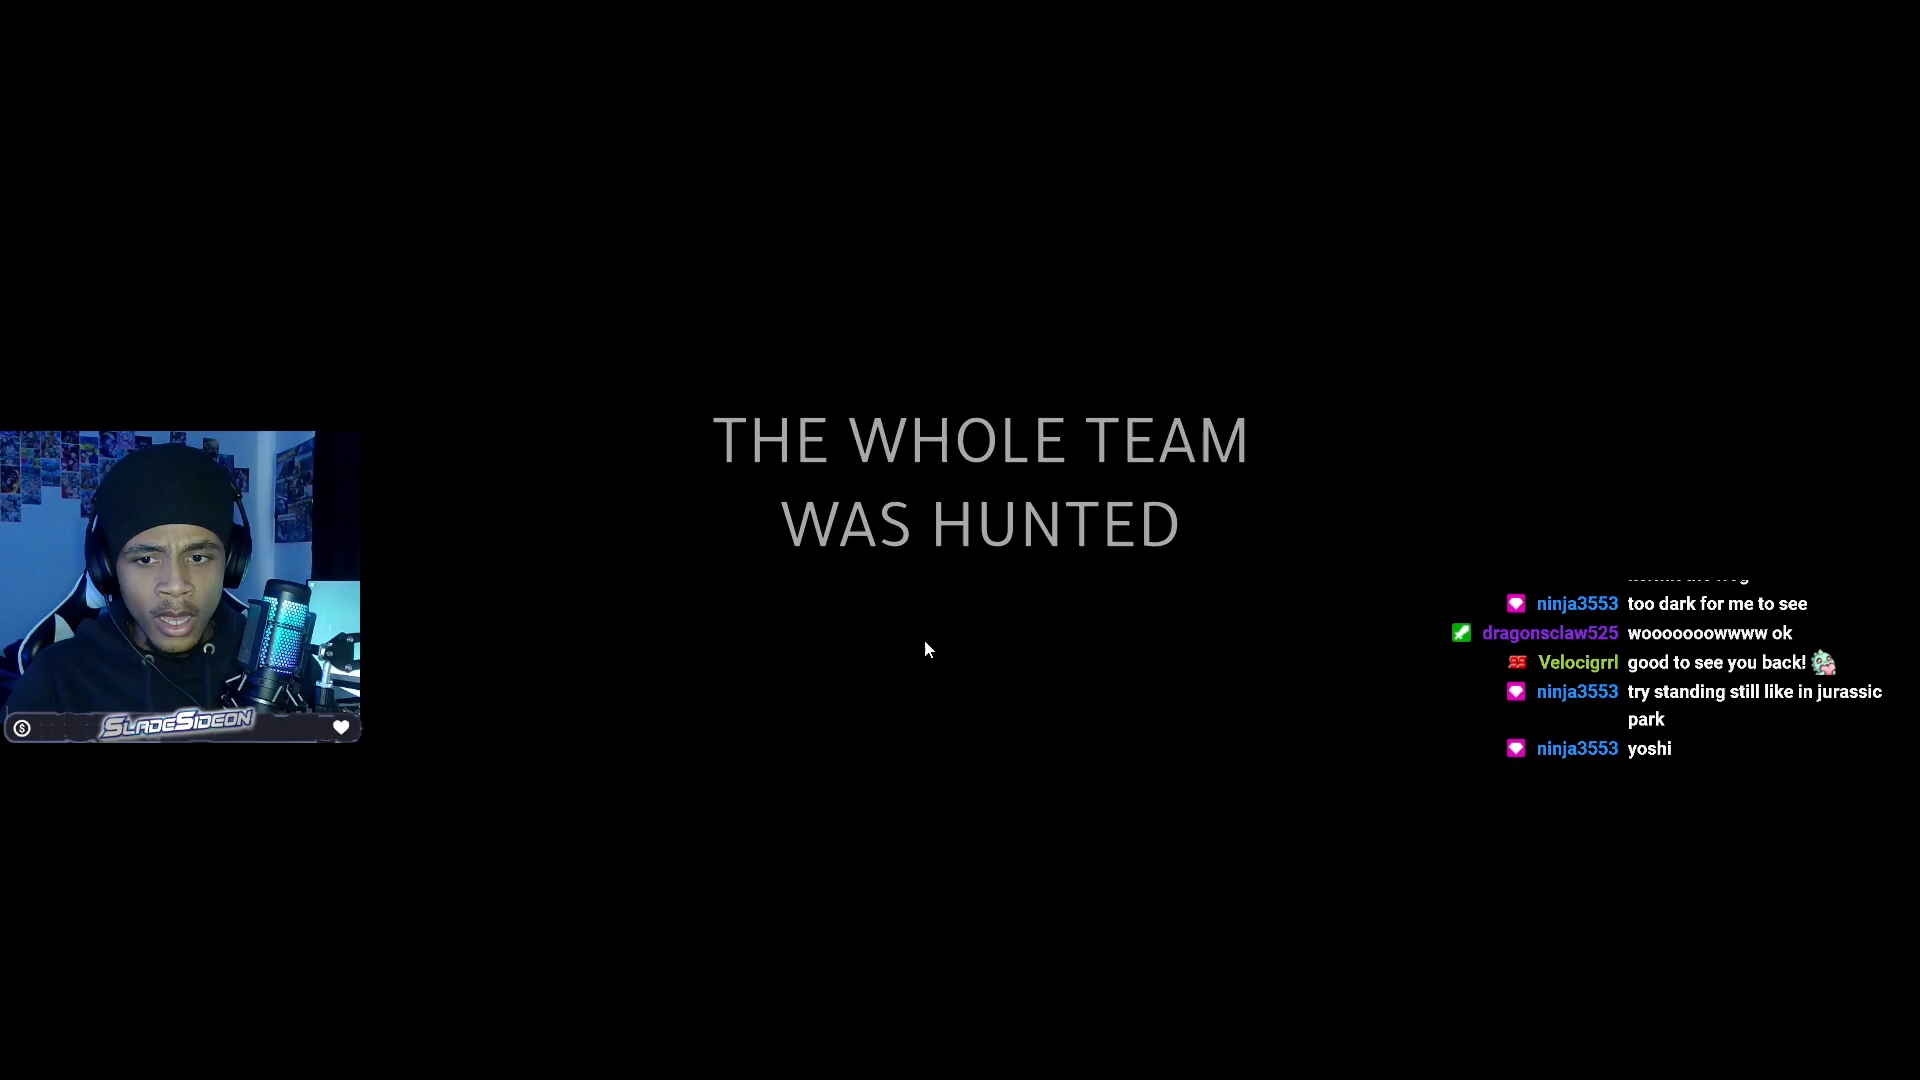 THE WHOLE TEAM
WAS HUNTED
ninja3553 too dark for me to see
dragonsclaw525 wooooooowwww ok
Velocigrrl good to see you back!
ninja3553 try standing still like in jurassic
park
ninja3553 yoshi
SLADESIDEON